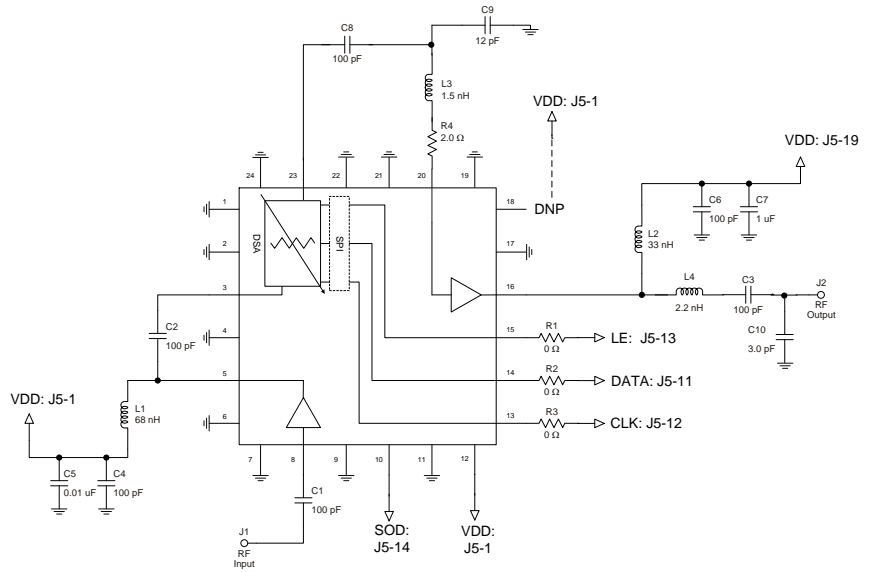 C8
100 pF
C9
12 pF
L3
1.5 nH
R4
2.0 Ω
VDD: J5-1
VDD: J5-19
24
23
22
21
20
19
1
2
3
4
5
6
18
17
16
15
14
13
7
8
9
10
11
12
DSA
SPI
DNP
C6
100 pF
C7
1 uF
L2
33 nH
L4
2.2 nH
C3
100 pF
J2
RF
Output
C10
3.0 pF
C2
100 pF
R1
0 Ω
LE: J5-13
R2
0 Ω
DATA: J5-11
R3
0 Ω
CLK: J5-12
VDD: J5-1
L1
68 nH
C5
0.01 uF
C4
100 pF
C1
100 pF
J1
RF
Input
SOD:
J5-14
VDD:
J5-1